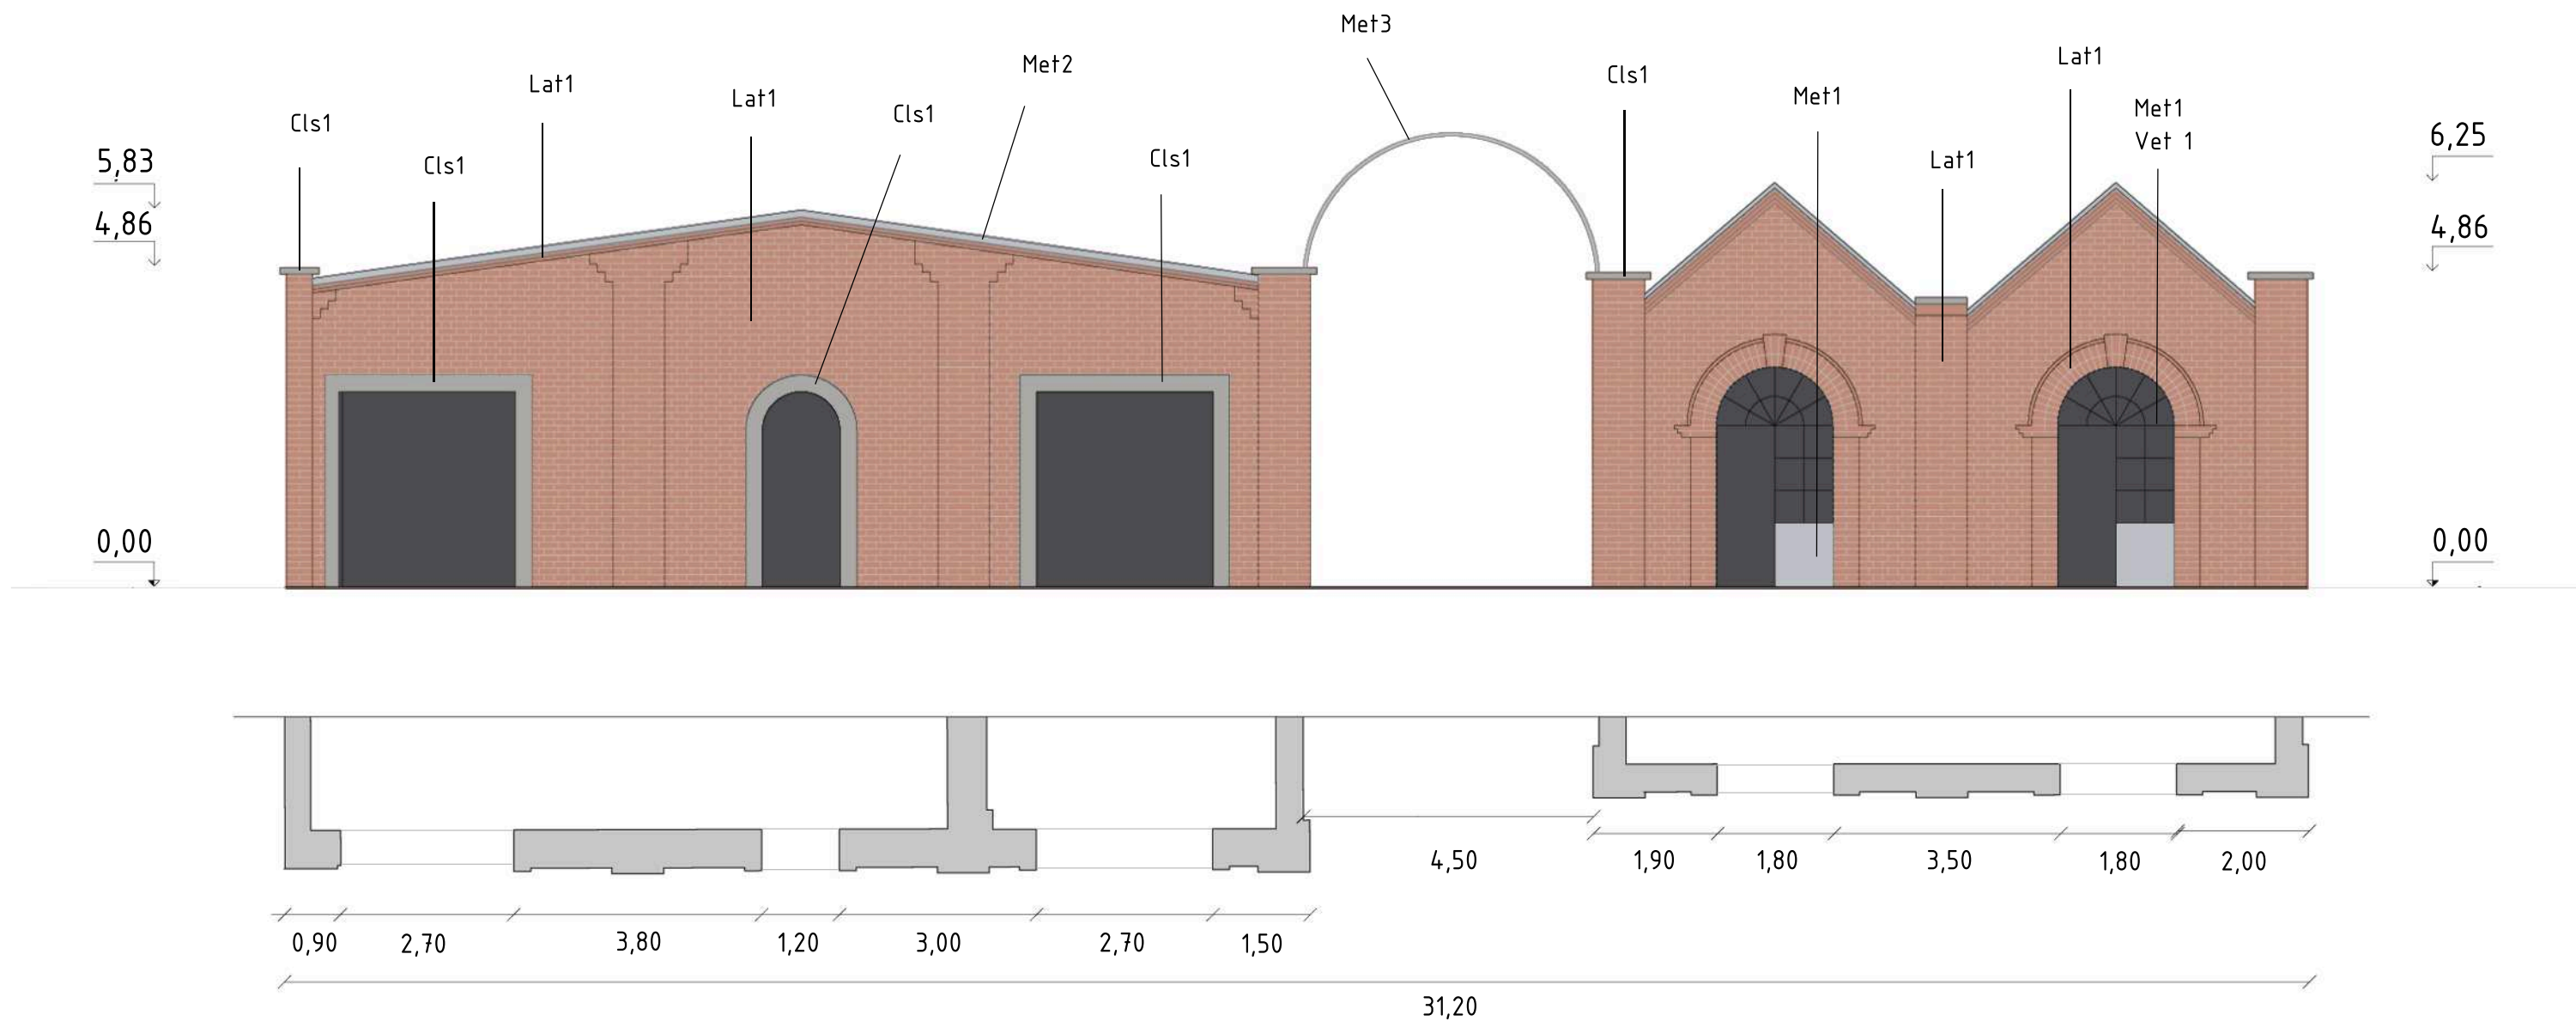 Met3
Lat1
Met2
Cls1
Lat1
Lat1
Met1
Met1
Vet 1
Cls1
Cls1
Cls1
Cls1
Lat1
5,83
4,86
0,00
6,25
4,86
0,00
4,50
1,90
1,80
3,50
1,80
2,00
0,90
2,70
3,80
1,20
3,00
2,70
1,50
31,20